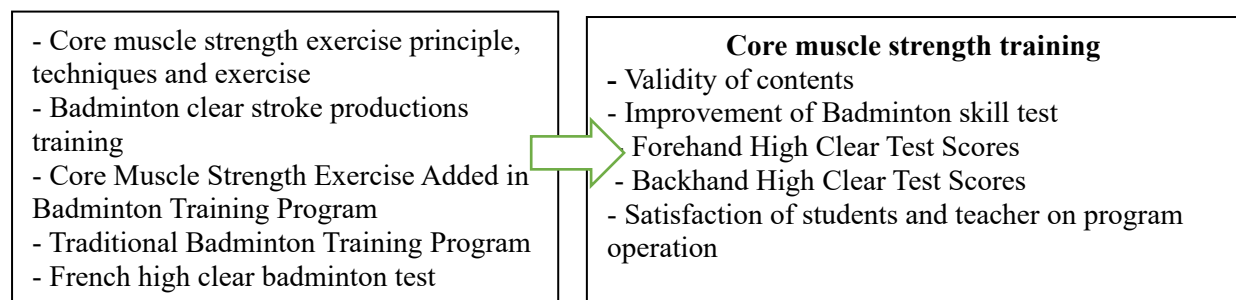 - Core muscle strength exercise principle,
techniques and exercise
- Badminton clear stroke productions
training
- Core Muscle Strength Exercise Added in
Badminton Training Program
- Traditional Badminton Training Program
- French high clear badminton test
Core muscle strength training
- Validity of contents
- Improvement of Badminton skill test
- Forehand High Clear Test Scores
- Backhand High Clear Test Scores
- Satisfaction of students and teacher on program
operation